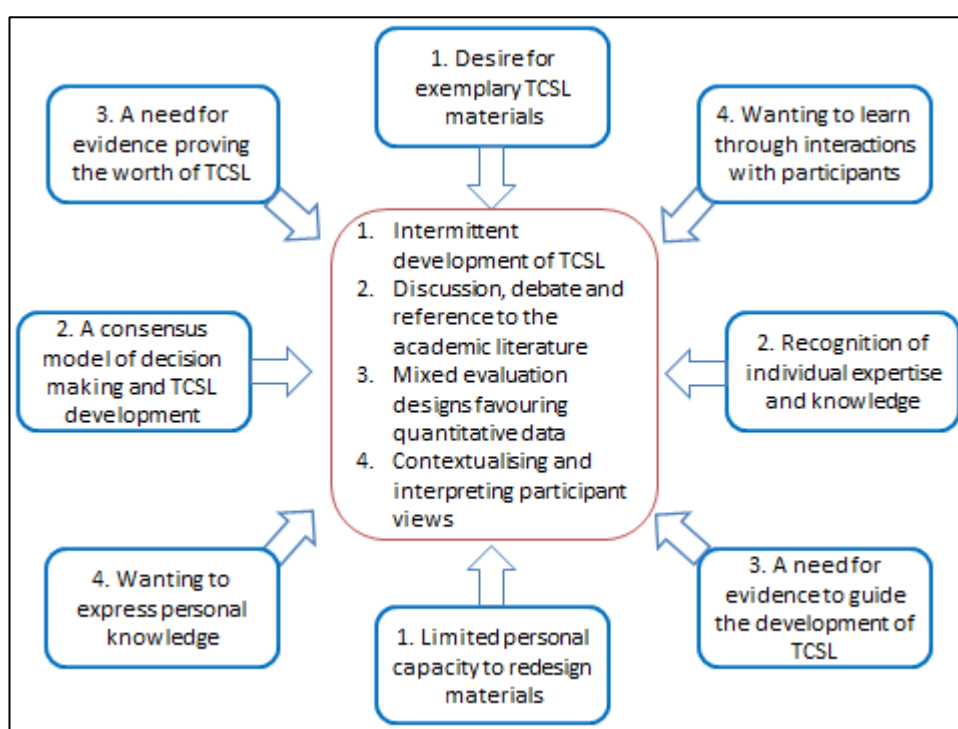 1. Desire for
exemplary TCSL
materials
3. A need for
evidence proving
the worth of TCSL
4. Wanting to learn
through interactions
with participants
1. Intermittent
development of TCSL
2. Discussion, debate and
reference to the
academic literature
3. Mixed evaluation
designs favouring
quantitative data
4. Contextualising and
interpreting participant
views
2. A consensus
model of decision
making and TCSL
development
2. Recognition of
individual expertise
and knowledge
4. Wanting to
express personal
knowledge
1. Limited personal
capacity to redesign
materials
3. A need for
evidence to guide
the development of
TCSL